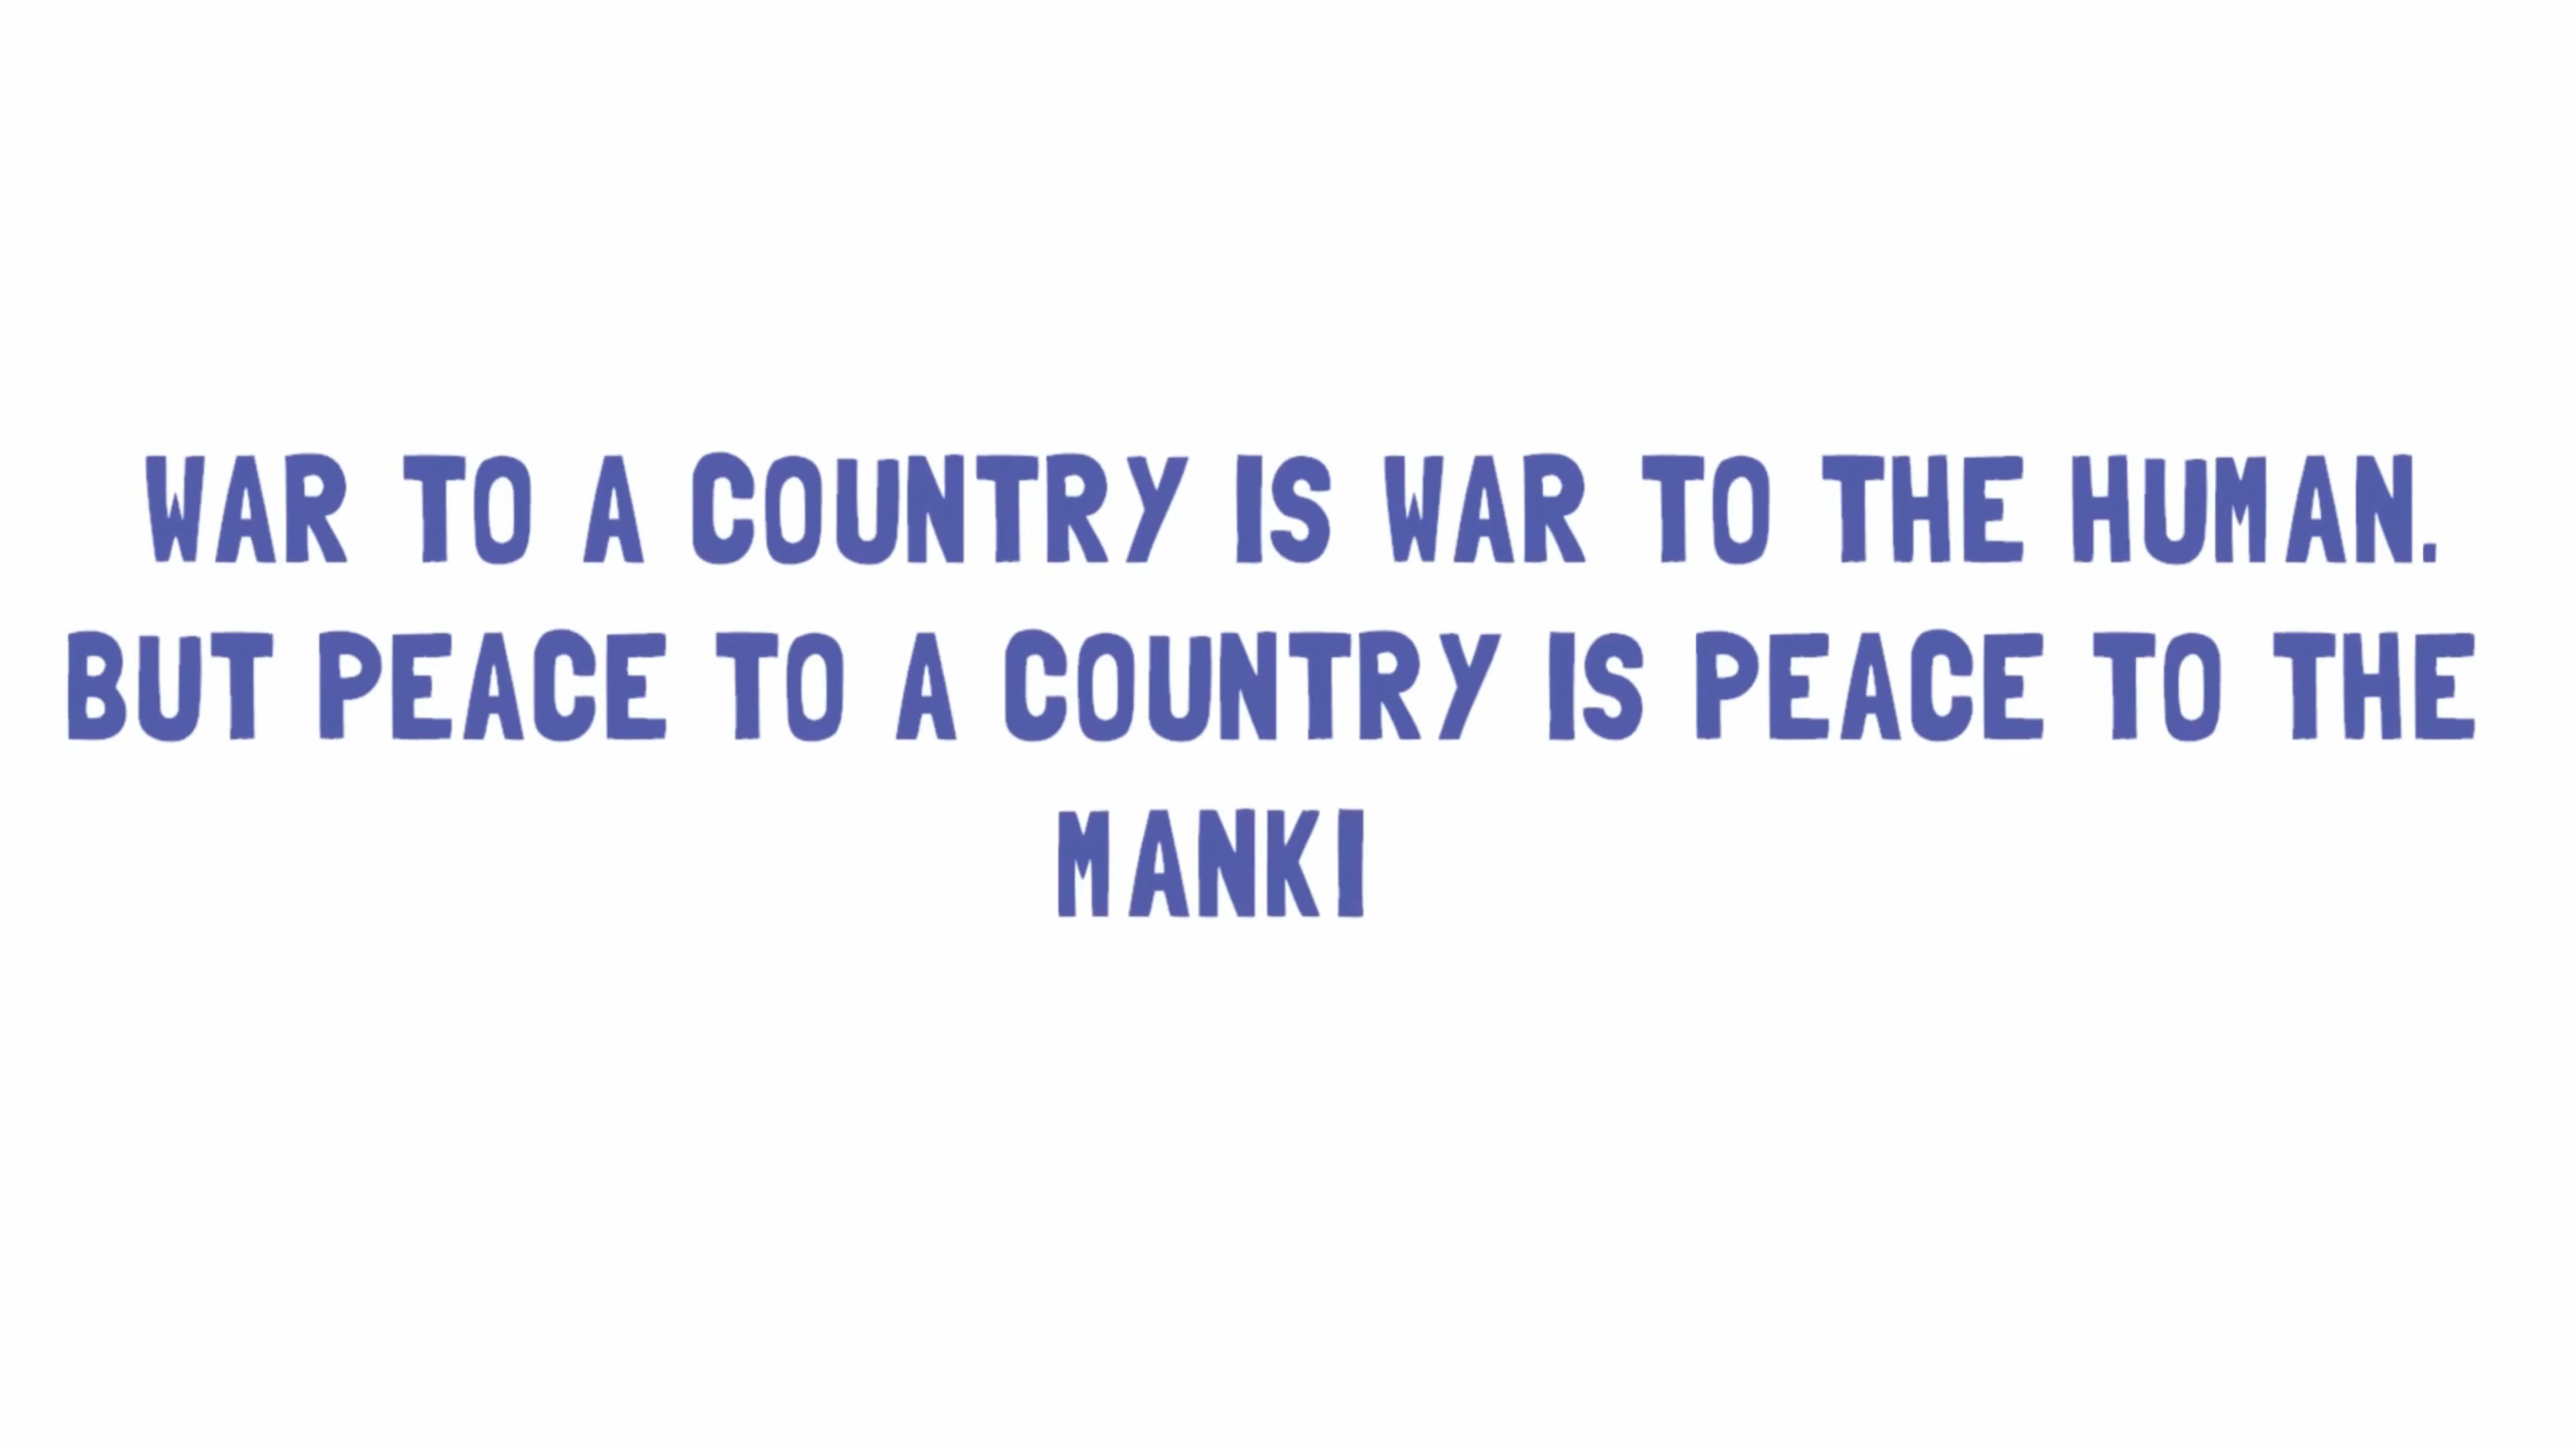 WAR TO A COUNTRY IS WAR TO THE HUMAN.
BUT PEACE TO A COUNTRY IS PEACE TO THE
MANKI